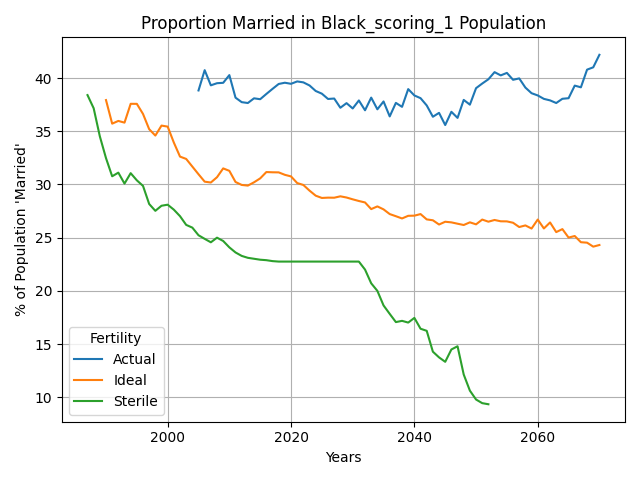 Proportion Married in Black_scoring_1 Population
% of Population 'Married'
40
35
30
25
20
15
10
Fertility
Actual
Ideal
Sterile
2000 2020 2040 2060
Years